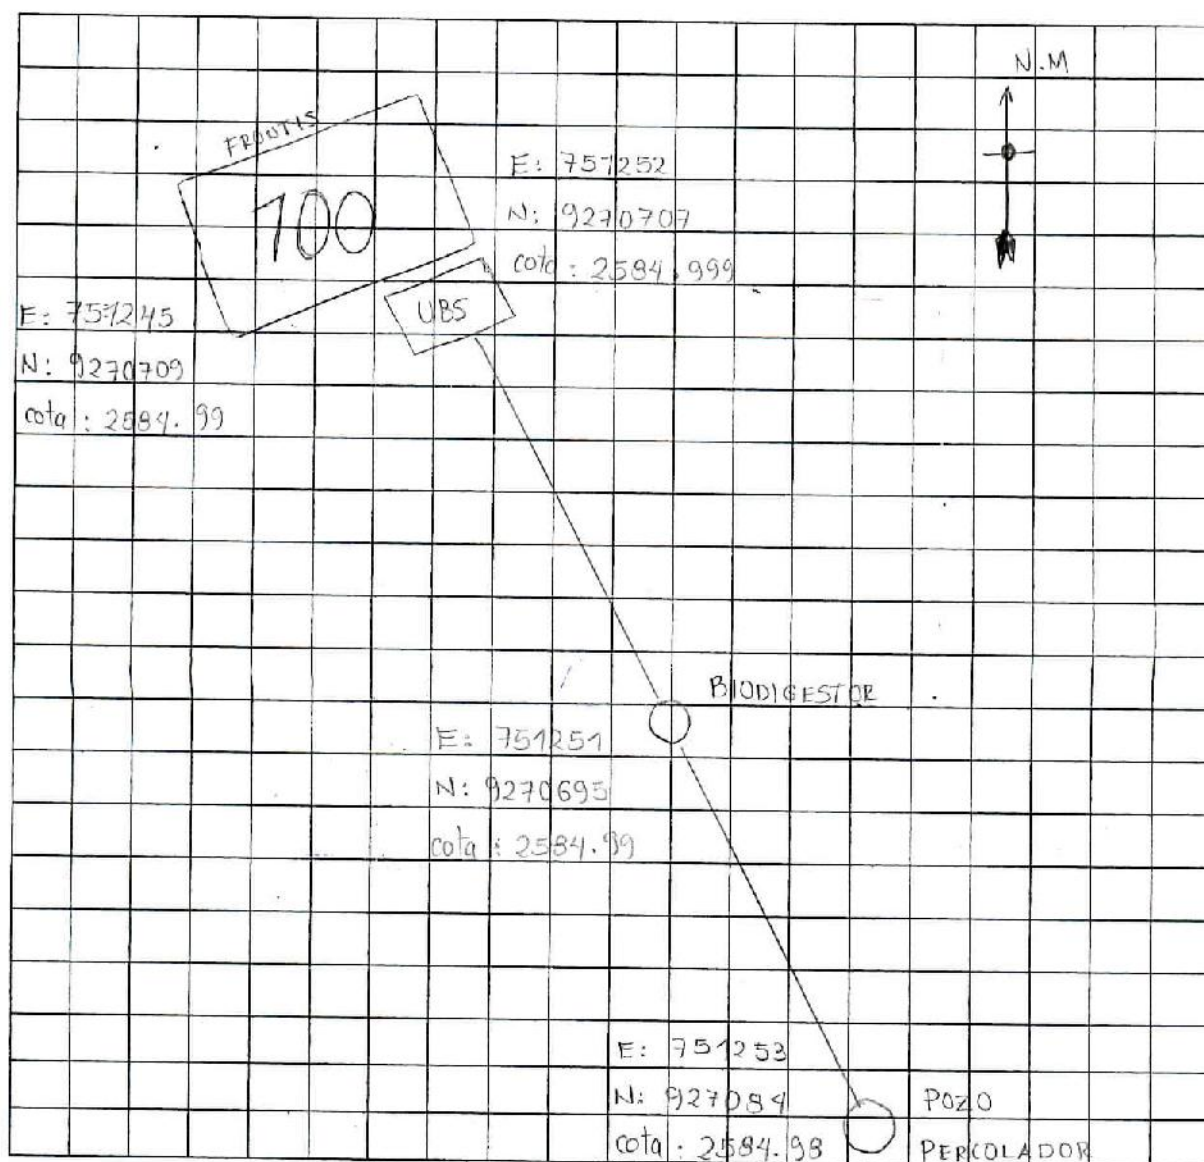 N.M
FRONTIS
100
E: 751252
N: 9270707
cota : 2584.999
UBS
E: 751245
N: 9270709
cota : 2584.99
BIODIGESTOR
E: 751251
N: 9270695
cota : 2584.99
E: 751253
N: 927084
cota : 2584.98
POZO
PERCOLADOR